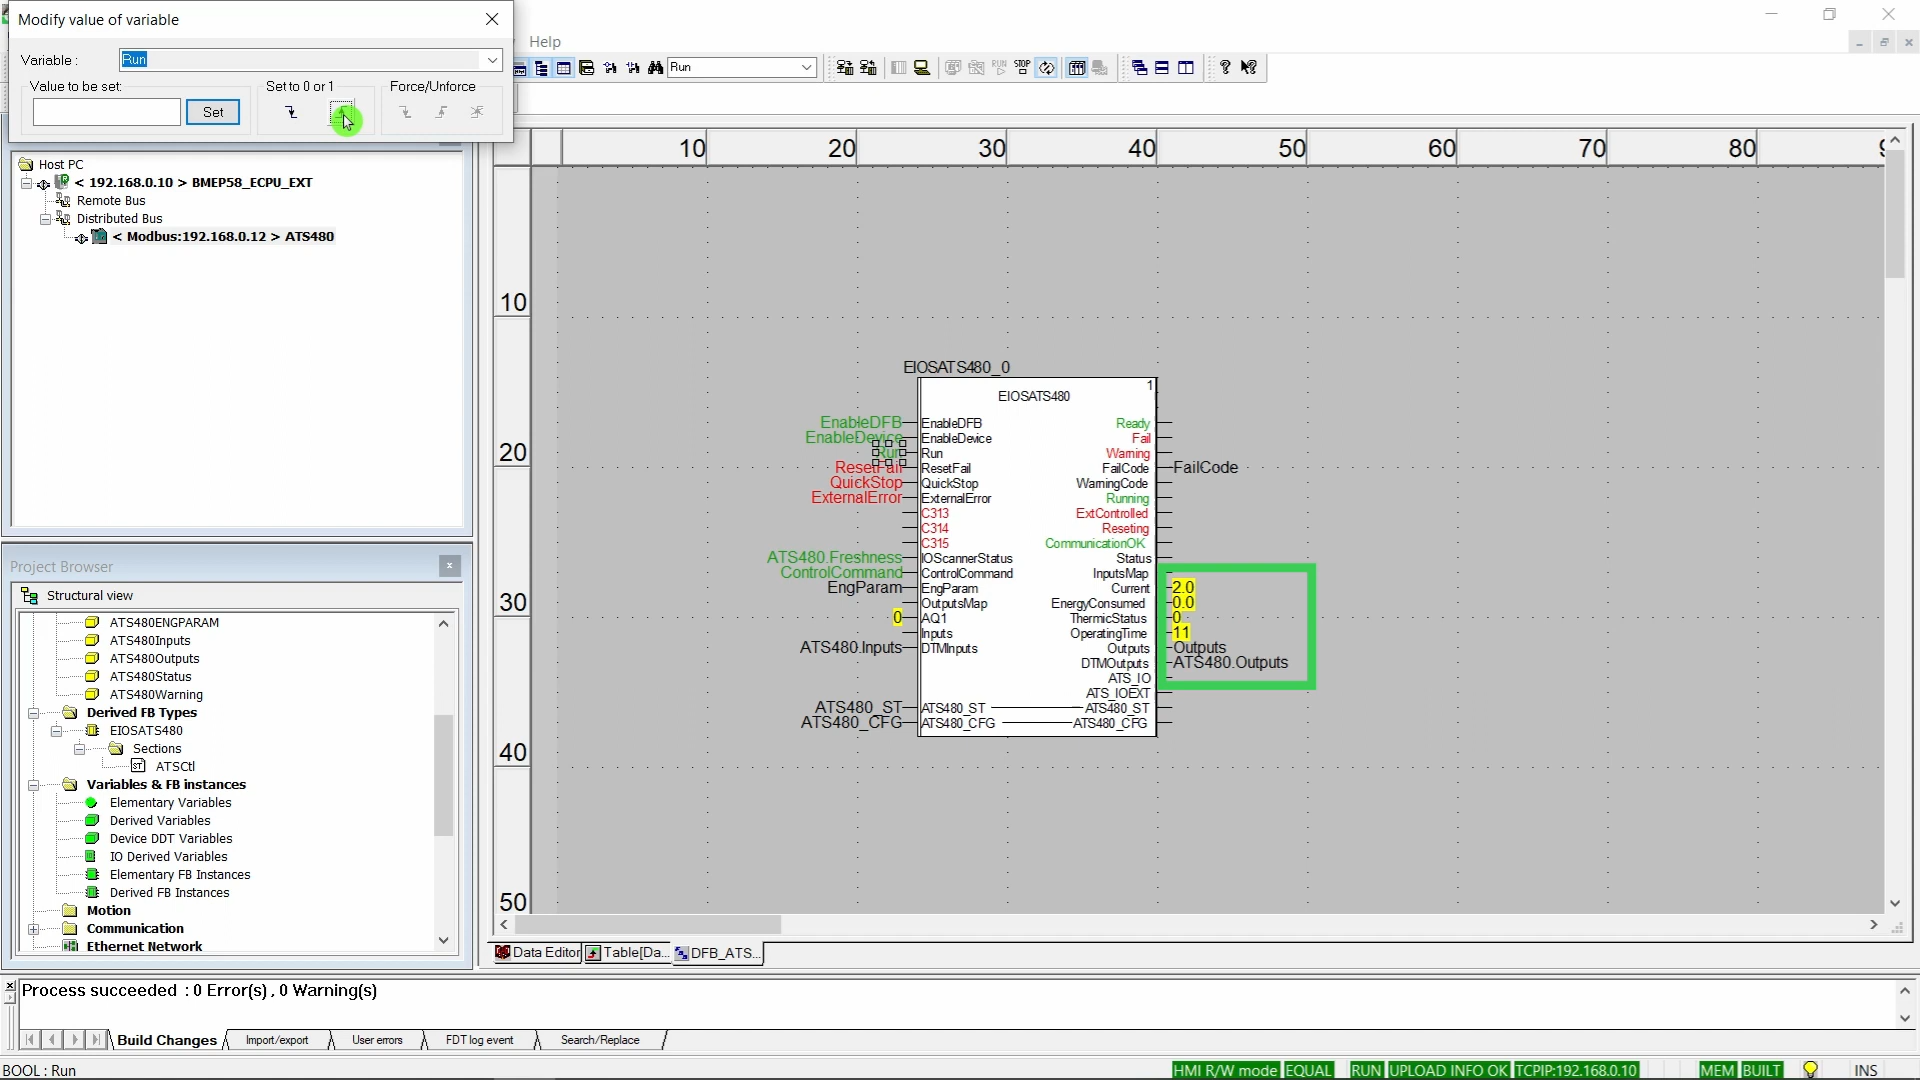 Modify value of variable
Help
Variable :
Run
Run
STOP
Value to be set:
Set to 0 or 1
Force/Unforce
Set
10 20 30 40 50 60 70 80
Host PC
< 192.168.0.10 > BMEP58_ECPU_EXT
Remote Bus
Distributed Bus
< Modbus:192.168.0.12 > ATS480
10
20
30
40
50
EIOSATS480_0
1
EIOSATS480
EnableDFB EnableDFB Ready
EnableDevice EnableDevice Fail
Run Run Warning
ResetFail ResetFail FailCode FailCode
QuickStop QuickStop WarningCode
ExternalError ExternalError Running
C313 ExtControlled
C314 Reseting
C315 CommunicationOK
ATS480.Freshness IOScannerStatus Status
ControlCommand ControlCommand InputsMap
EngParam EngParam Current 2.0
OutputsMap EnergyConsumed 0.0
0 AQ1 ThermicStatus 0
Inputs OperatingTime 11
ATS480.Inputs DTMInputs Outputs Outputs
DTMOutputs ATS480.Outputs
ATS_IO
ATS_IOEXT
ATS480_ST ATS480_ST ATS480_ST
ATS480_CFG ATS480_CFG ATS480_CFG
Project Browser
Structural view
ATS480ENGPARAM
ATS480Inputs
ATS480Outputs
ATS480Status
ATS480Warning
Derived FB Types
EIOSATS480
Sections
ATSCtl
Variables & FB instances
Elementary Variables
Derived Variables
Device DDT Variables
IO Derived Variables
Elementary FB Instances
Derived FB Instances
Motion
Communication
Ethernet Network
Data Editor Table[Da... DFB_ATS...
Process succeeded : 0 Error(s) , 0 Warning(s)
Build Changes Import/export User errors FDT log event Search/Replace
BOOL : Run
HMI R/W mode EQUAL RUN UPLOAD INFO OK TCPIP:192.168.0.10 MEM BUILT INS